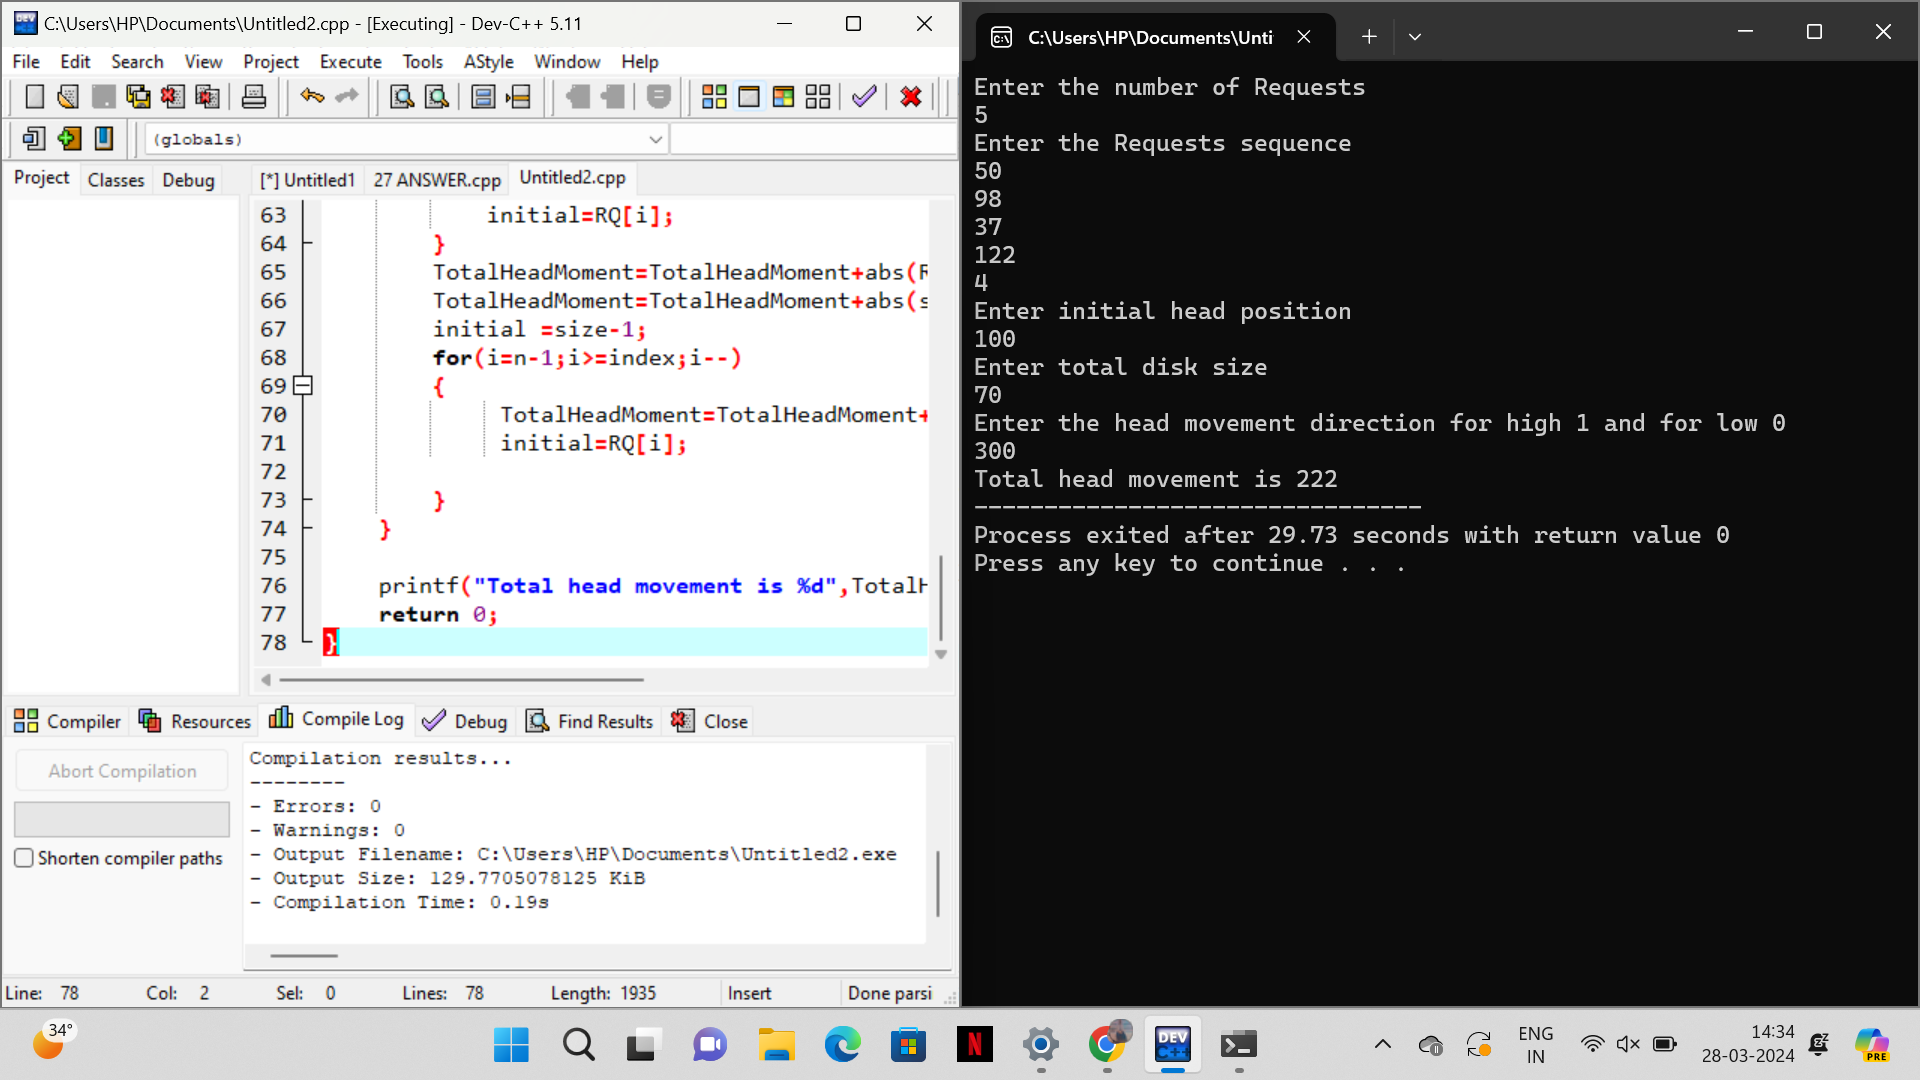 C:\Users\HP\Documents\Untitled2.cpp - [Executing] - Dev-C++ 5.11
File Edit Search View Project Execute Tools AStyle Window Help
(globals)
Project Classes Debug
[*] Untitled1 27 ANSWER.cpp Untitled2.cpp
63 initial=RQ[i];
64 }
65 TotalHeadMoment=TotalHeadMoment+abs(R
66 TotalHeadMoment=TotalHeadMoment+abs(s
67 initial =size-1;
68 for(i=n-1;i>=index;i--)
69 {
70 TotalHeadMoment=TotalHeadMoment+
71 initial=RQ[i];
72
73 }
74 }
75
76 printf("Total head movement is %d",TotalH
77 return 0;
78 }
Compiler Resources Compile Log Debug Find Results Close
Abort Compilation
Shorten compiler paths
Compilation results...
--------
- Errors: 0
- Warnings: 0
- Output Filename: C:\Users\HP\Documents\Untitled2.exe
- Output Size: 129.7705078125 KiB
- Compilation Time: 0.19s
Line: 78 Col: 2 Sel: 0 Lines: 78 Length: 1935 Insert Done parsi
C:\Users\HP\Documents\Unti
Enter the number of Requests
5
Enter the Requests sequence
50
98
37
122
4
Enter initial head position
100
Enter total disk size
70
Enter the head movement direction for high 1 and for low 0
300
Total head movement is 222
--------------------------------
Process exited after 29.73 seconds with return value 0
Press any key to continue . . .
34°
DEV
C++
ENG
IN
14:34
28-03-2024
PRE